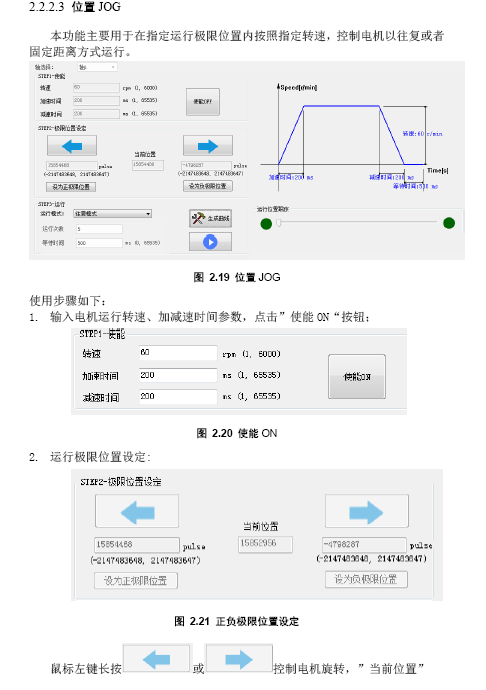 2.2.2.3 位置JOG
本功能主要用于在指定运行极限位置内按照指定转速，控制电机以往复或者
固定距离方式运行。
轴选择：
STEP1-使能
转速 60 rpm (1, 6000)
加速时间 200 ms (1, 65535)
减速时间 200 ms (1, 65535)
使能OFF
STEP2-极限位置设定
当前位置
15854488 pulse 15854488 -4798287 pulse
(-2147483648, 2147483647) (-2147483648, 2147483647)
设为正极限位置 设为负极限位置
STEP3-运行
运行模式： 往复模式
运行次数 5
等待时间 500 ms (0, 65535)
生成曲线
Speed[r/min]
转速:60 r/min
Time[s]
加速时间:200 ms 减速时间:200 ms
等待时间:500 ms
运行位置跟踪
图 2.19 位置JOG
使用步骤如下：
1. 输入电机运行转速、加减速时间参数，点击”使能ON“按钮；
STEP1-使能
转速 60 rpm (1, 6000)
加速时间 200 ms (1, 65535)
减速时间 200 ms (1, 65535)
使能ON
图 2.20 使能ON
2. 运行极限位置设定：
STEP2-极限位置设定
当前位置
15854488 pulse 15852956 -4798287 pulse
(-2147483648, 2147483647) (-2147483648, 2147483647)
设为正极限位置 设为负极限位置
图 2.21 正负极限位置设定
鼠标左键长按 或 控制电机旋转，”当前位置”